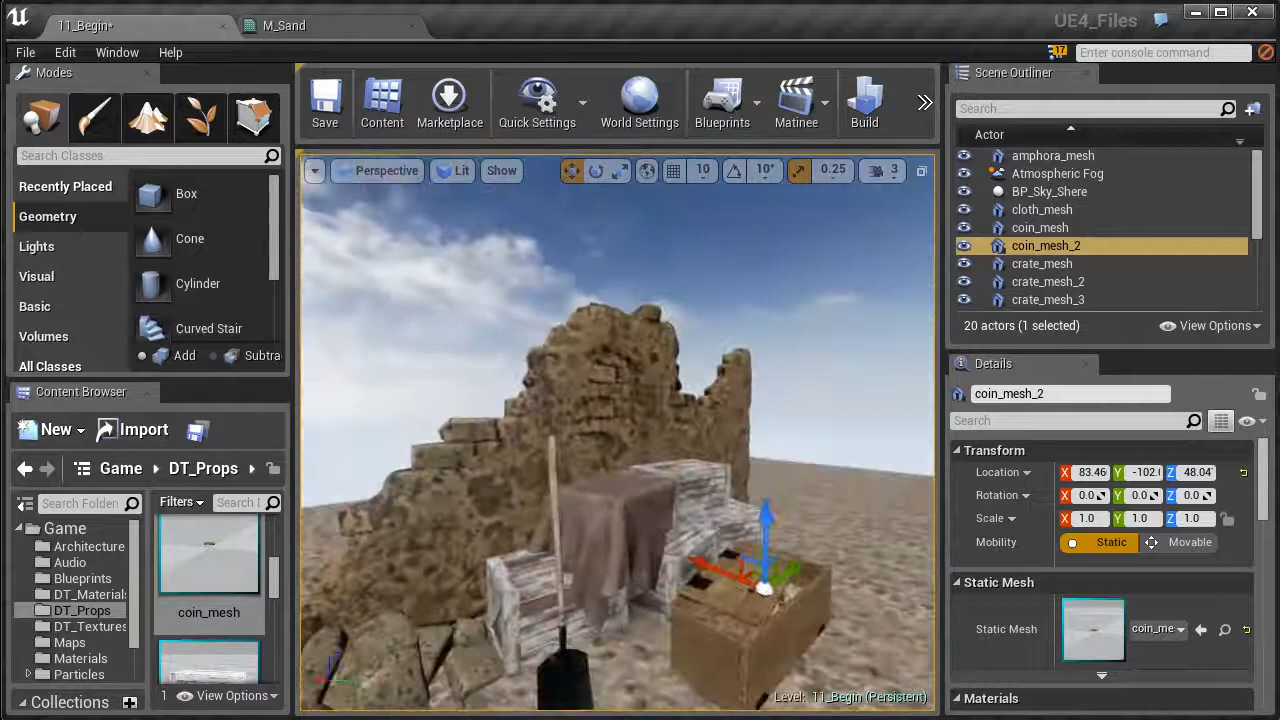 11_Begin*
M_Sand
UE4_Files
File Edit Window Help
17
Enter console command
Modes
Search Classes
Recently Placed
Geometry
Lights
Visual
Basic
Volumes
All Classes
Box
Cone
Cylinder
Curved Stair
Add Subtra
Save
Content
Marketplace
Quick Settings
World Settings
Blueprints
Matinee
Build
Perspective Lit Show 10 10° 0.25 3
Level: 11_Begin (Persistent)
Content Browser
New Import
Game DT_Props
Search Folders
Filters Search
Game
Architecture
Audio
Blueprints
DT_Material
DT_Props
DT_Textures
Maps
Materials
Particles
Collections
coin_mesh
1 View Options
Scene Outliner
Search...
Actor
amphora_mesh
Atmospheric Fog
BP_Sky_Shere
cloth_mesh
coin_mesh
coin_mesh_2
crate_mesh
crate_mesh_2
crate_mesh_3
20 actors (1 selected) View Options
Details
coin_mesh_2
Search
Transform
Location X 83.46 Y -102.0 Z 48.04
Rotation X 0.0 Y 0.0 Z 0.0
Scale X 1.0 Y 1.0 Z 1.0
Mobility Static Movable
Static Mesh
Static Mesh coin_me
Materials